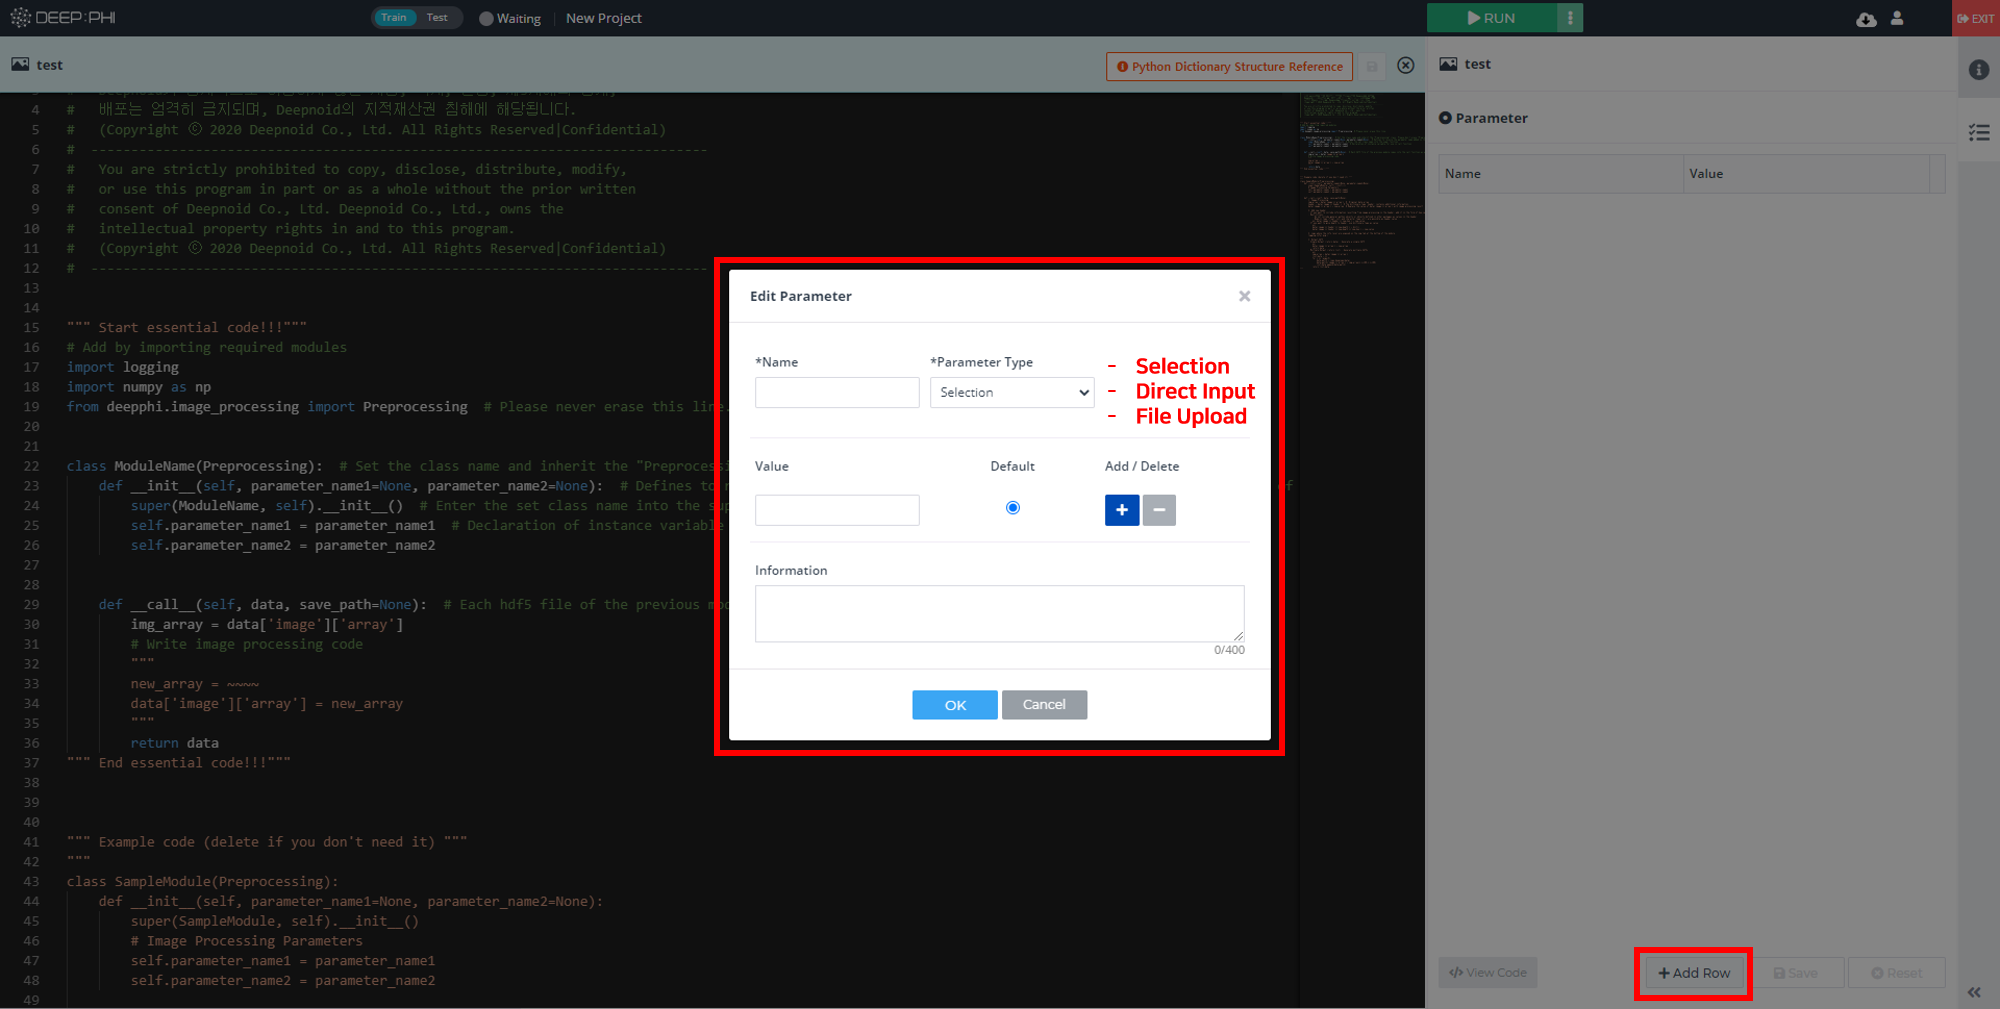 DEEP:PHI
Train Test Waiting New Project RUN EXIT
test
Python Dictionary Structure Reference
test
Parameter
Name Value
4 # 배포는 엄격히 금지되며, Deepnoid의 지적재산권 침해에 해당됩니다.
5 # (Copyright ⓒ 2020 Deepnoid Co., Ltd. All Rights Reserved|Confidential)
6 # -----------------------------------------------------------------------------
7 # You are strictly prohibited to copy, disclose, distribute, modify,
8 # or use this program in part or as a whole without the prior written
9 # consent of Deepnoid Co., Ltd. Deepnoid Co., Ltd., owns the
10 # intellectual property rights in and to this program.
11 # (Copyright ⓒ 2020 Deepnoid Co., Ltd. All Rights Reserved|Confidential)
12 # -----------------------------------------------------------------------------
13
14
15 """ Start essential code!!!"""
16 # Add by importing required modules
17 import logging
18 import numpy as np
19 from deepphi.image_processing import Preprocessing # Please never erase this line.
20
21
22 class ModuleName(Preprocessing): # Set the class name and inherit the "Preprocessi
23 def __init__(self, parameter_name1=None, parameter_name2=None): # Defines to of
24 super(ModuleName, self).__init__() # Enter the set class name into the
25 self.parameter_name1 = parameter_name1 # Declaration of instance variable
26 self.parameter_name2 = parameter_name2
27
28
29 def __call__(self, data, save_path=None): # Each hdf5 file of the previous
30 img_array = data['image']['array']
31 # Write image processing code
32 """
33 new_array = ~~~~
34 data['image']['array'] = new_array
35 """
36 return data
37 """ End essential code!!!"""
38
39
40
41 """ Example code (delete if you don't need it) """
42 """
43 class SampleModule(Preprocessing):
44 def __init__(self, parameter_name1=None, parameter_name2=None):
45 super(SampleModule, self).__init__()
46 # Image Processing Parameters
47 self.parameter_name1 = parameter_name1
48 self.parameter_name2 = parameter_name2
49
Edit Parameter
*Name *Parameter Type
Selection
- Selection
- Direct Input
- File Upload
Value Default Add / Delete
Information
0/400
OK Cancel
View Code Add Row Save Reset